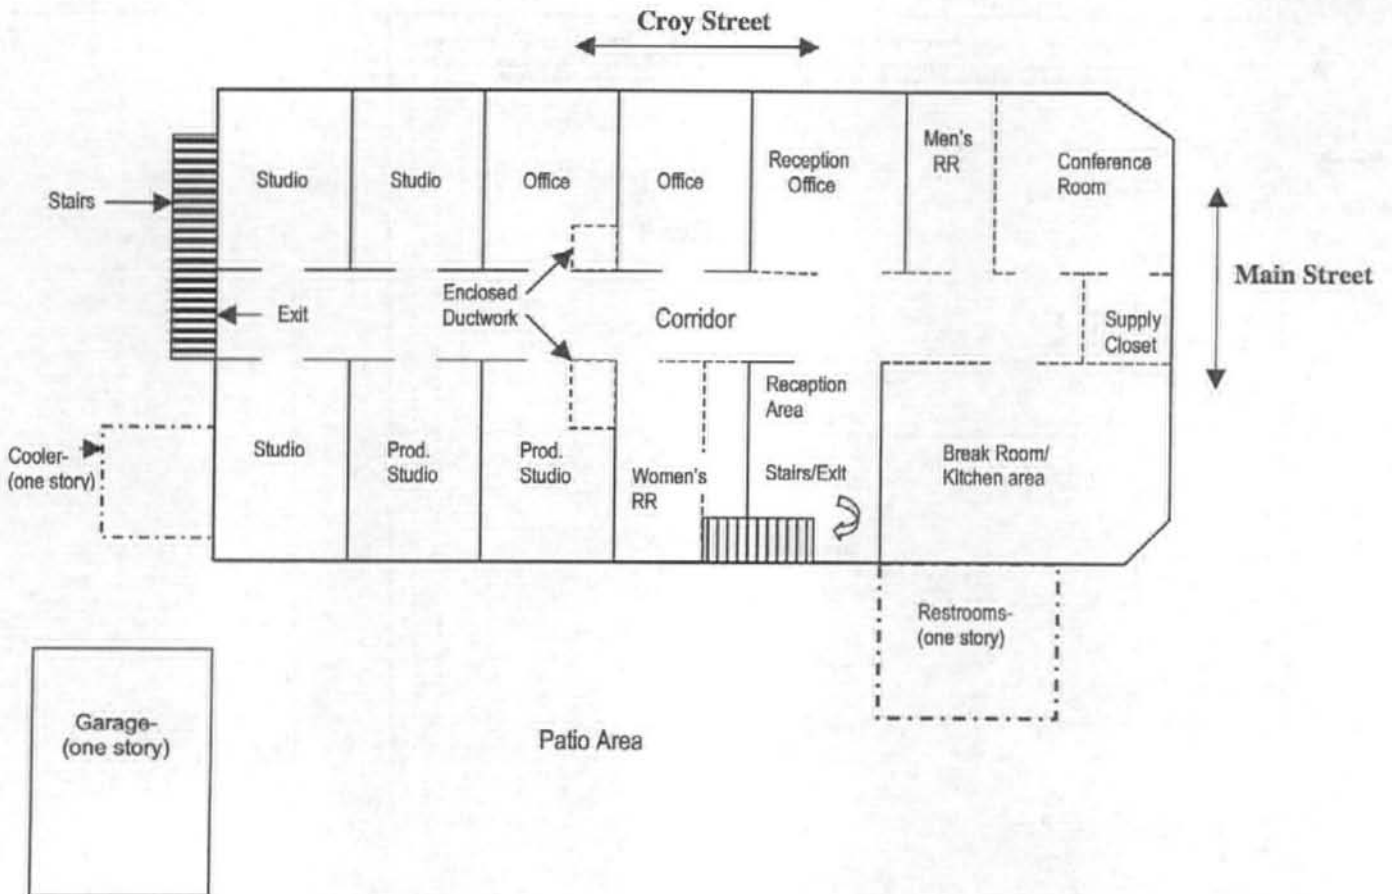 Croy Street
Men's
RR
Reception
Office
Conference
Room
Studio
Studio
Office
Office
Stairs
Main Street
Enclosed
Ductwork
Exit
Corridor
Supply
Closet
Reception
Area
Cooler-
(one story)
Studio
Prod.
Studio
Prod.
Studio
Women's
RR
Stairs/Exit
Break Room/
Kitchen area
Restrooms-
(one story)
Garage-
(one story)
Patio Area